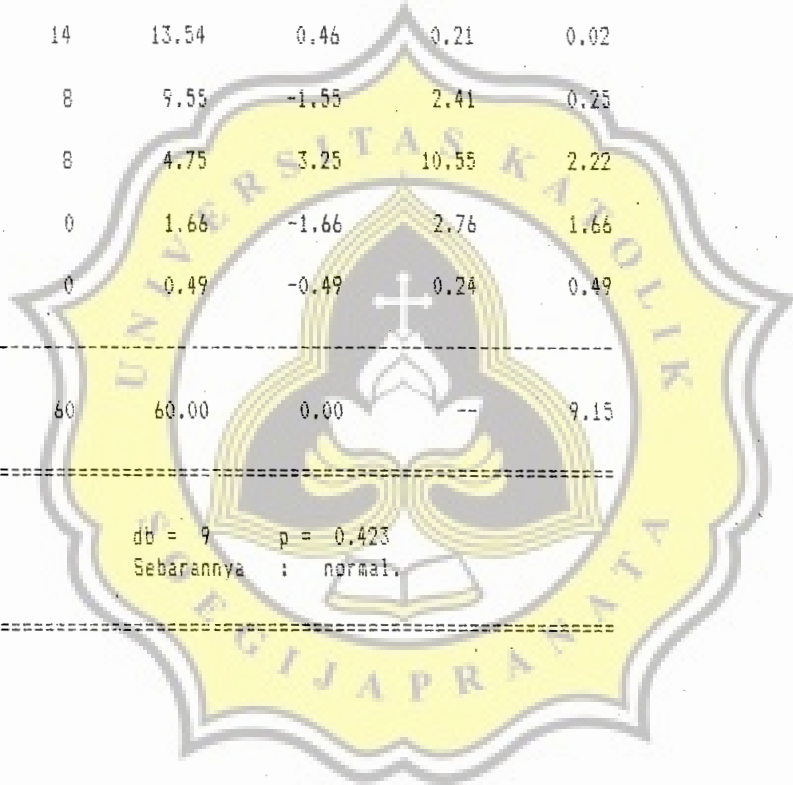 14 13.54 0.46 0.21 0.02
8 9.55 -1.55 2.41 0.25
8 4.75 3.25 10.55 2.22
0 1.66 -1.66 2.76 1.66
0 0.49 -0.49 0.24 0.49
60 60.00 0.00 -- 9.15
db = 9 p = 0.423
Sebarannya : normal.
UNIVERSITAS KATOLIK
SOEGIJAPRANATA